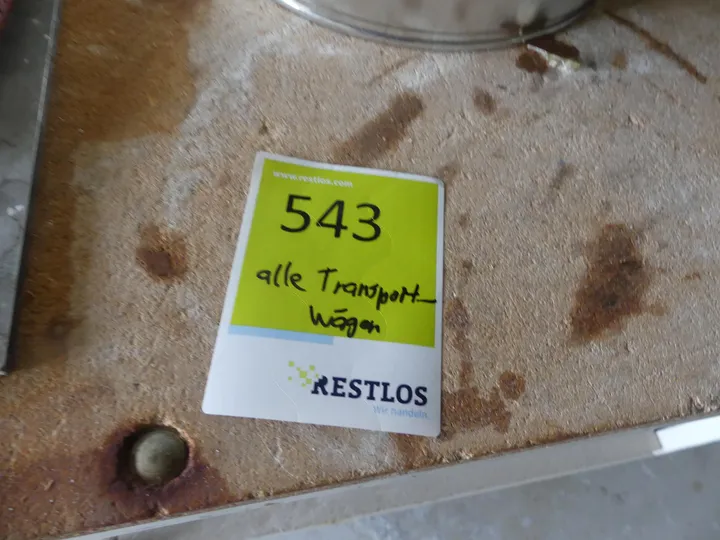 www.restlos.com
543
alle Transport-
Wägen
RESTLOS
Wir handeln